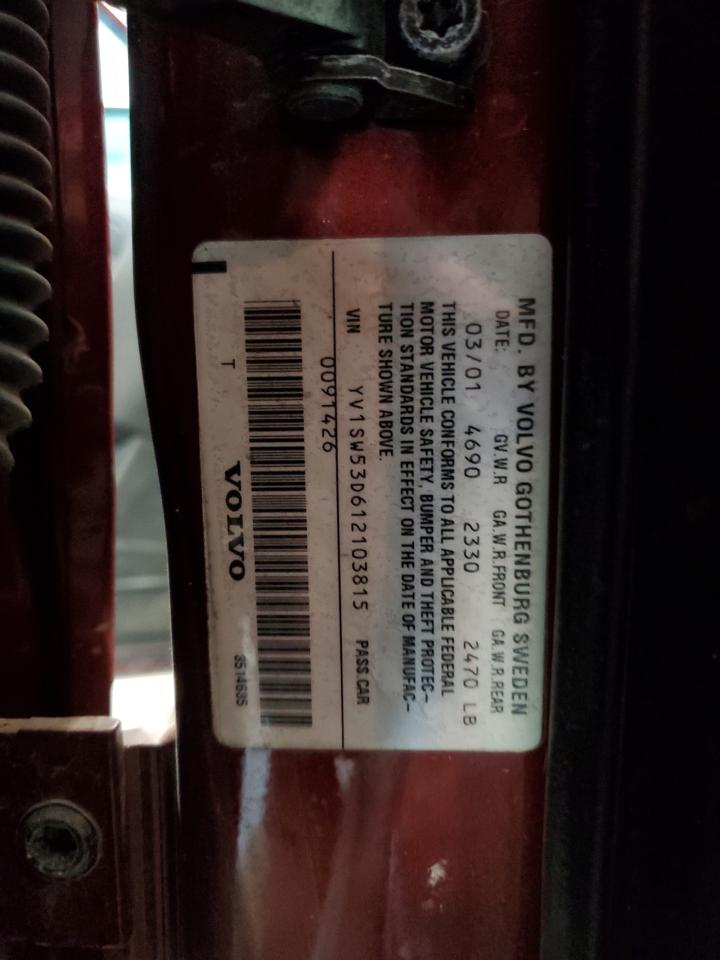 MFD. BY VOLVO GOTHENBURG SWEDEN
DATE: G.V.W.R GA.W.R.FRONT GA.W.R.REAR
03/01 4690 2330 2470 LB
THIS VEHICLE CONFORMS TO ALL APPLICABLE FEDERAL
MOTOR VEHICLE SAFETY, BUMPER AND THEFT PROTEC-
TION STANDARDS IN EFFECT ON THE DATE OF MANUFAC-
TURE SHOWN ABOVE.
VIN YV1SW53D612103815 PASS.CAR
0091426
T VOLVO 3514635